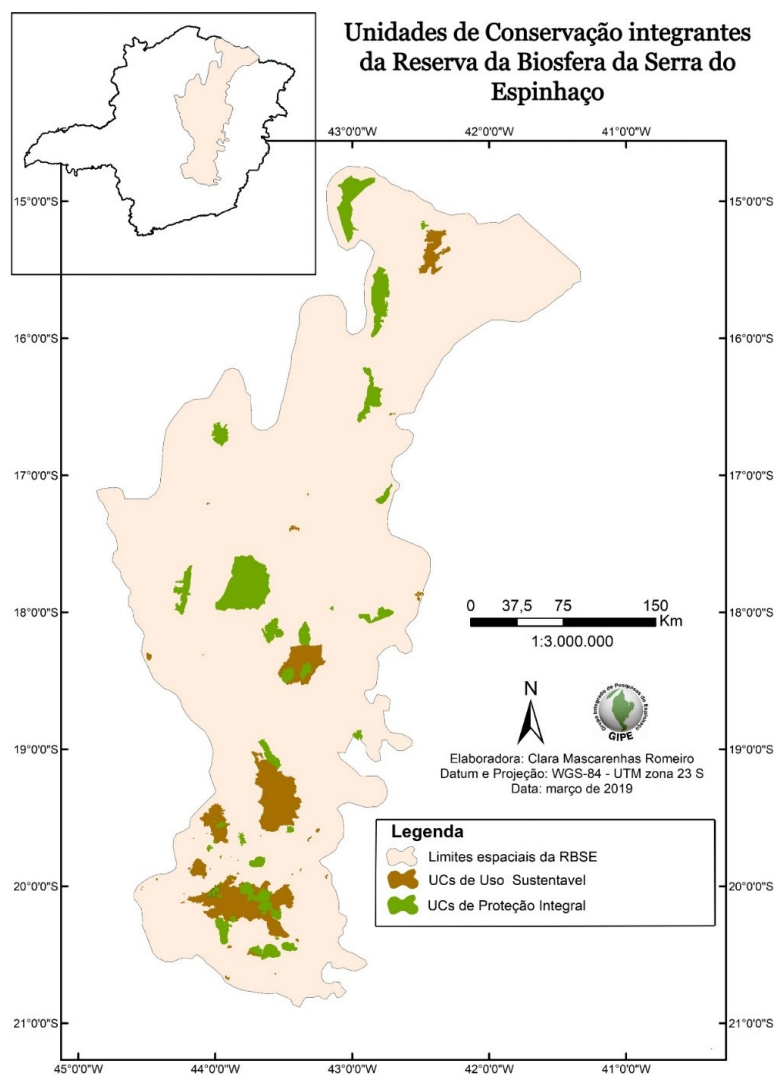 Unidades de Conservação integrantes
da Reserva da Biosfera da Serra do
Espinhaço
43°0'0"W 42°0'0"W 41°0'0"W
15°0'0"S 15°0'0"S
16°0'0"S 16°0'0"S
17°0'0"S 17°0'0"S
18°0'0"S 18°0'0"S
0 37,5 75 150
Km
1:3.000.000
N
Grupo Integrado de Pesquisas do Espinhaço
GIPE
19°0'0"S 19°0'0"S
Elaboradora: Clara Mascarenhas Romeiro
Datum e Projeção: WGS-84 - UTM zona 23 S
Data: março de 2019
Legenda
Limites espaciais da RBSE
UCs de Uso Sustentavel
UCs de Proteção Integral
20°0'0"S 20°0'0"S
21°0'0"S 21°0'0"S
45°0'0"W 44°0'0"W 43°0'0"W 42°0'0"W 41°0'0"W